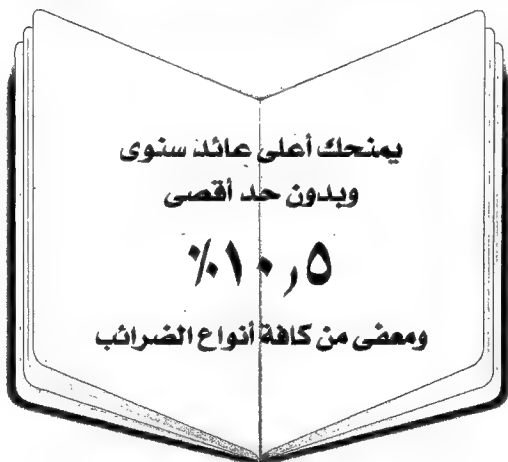 يمنحك أعلى عائد سنوى
وبدون حد أقصى
١٠,٥٪
ومعفى من كافة أنواع الضرائب